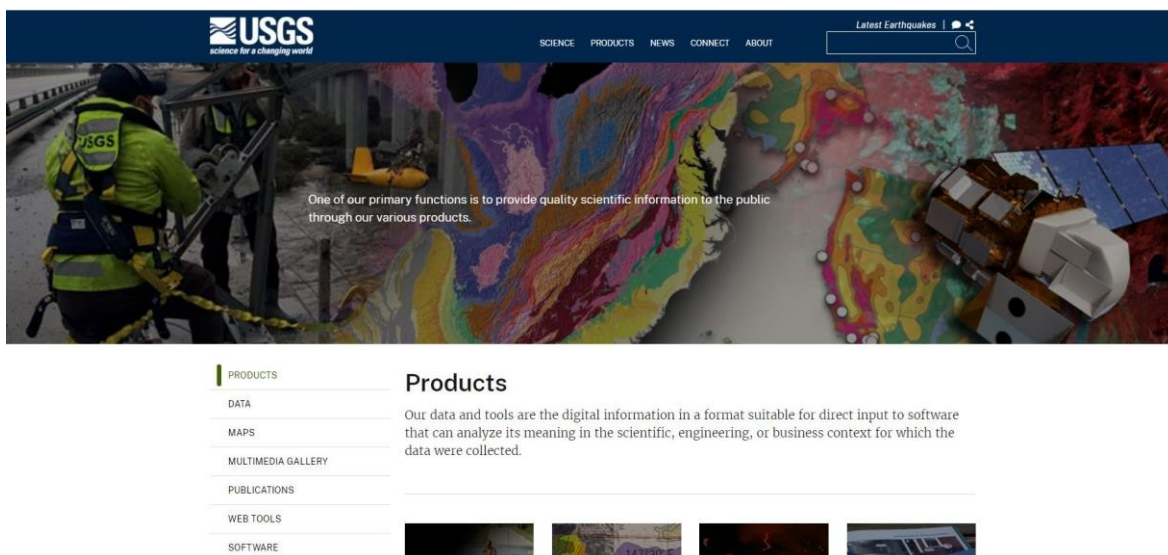 USGS
science for a changing world
Latest Earthquakes |
SCIENCE PRODUCTS NEWS CONNECT ABOUT
USGS
One of our primary functions is to provide quality scientific information to the public
through our various products.
PRODUCTS
DATA
MAPS
MULTIMEDIA GALLERY
PUBLICATIONS
WEB TOOLS
SOFTWARE
Products
Our data and tools are the digital information in a format suitable for direct input to software
that can analyze its meaning in the scientific, engineering, or business context for which the
data were collected.